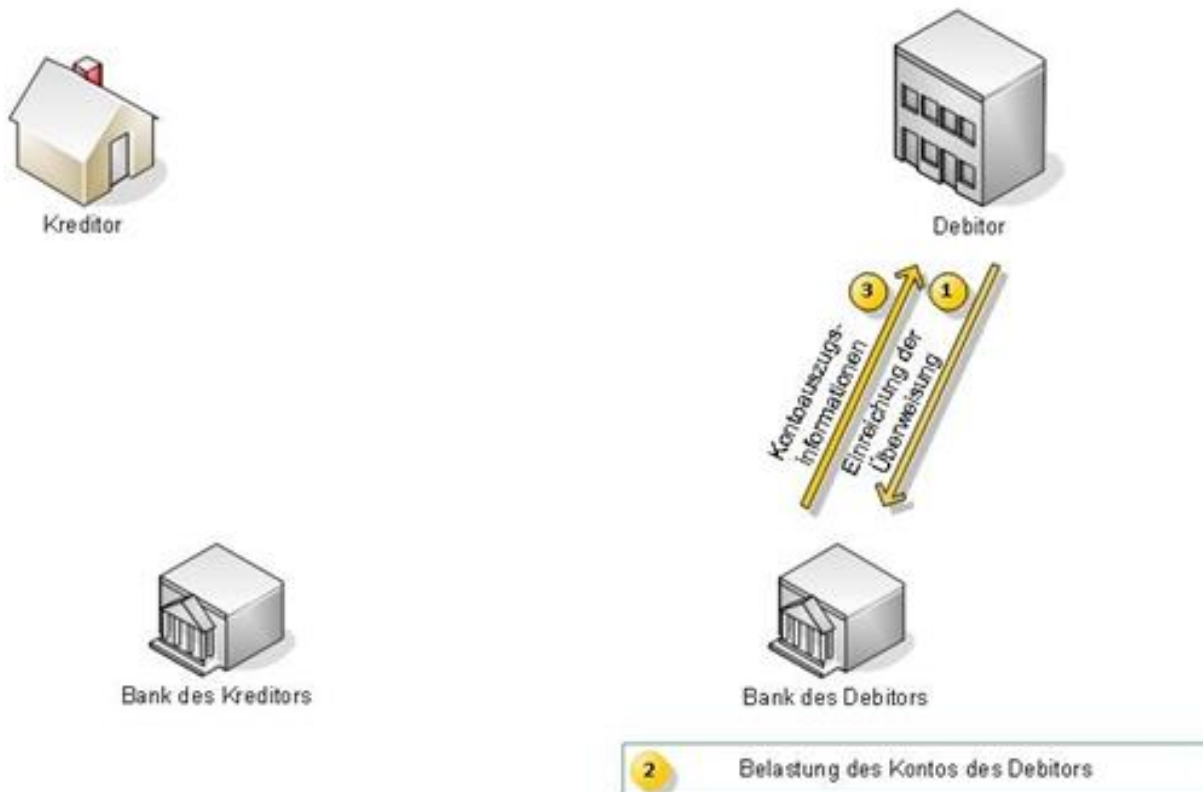 Kreditor
Debitor
3
1
Kontoauszugs-
informationen
Einreichung der
Überweisung
Bank des Kreditors
Bank des Debitors
2 Belastung des Kontos des Debitors